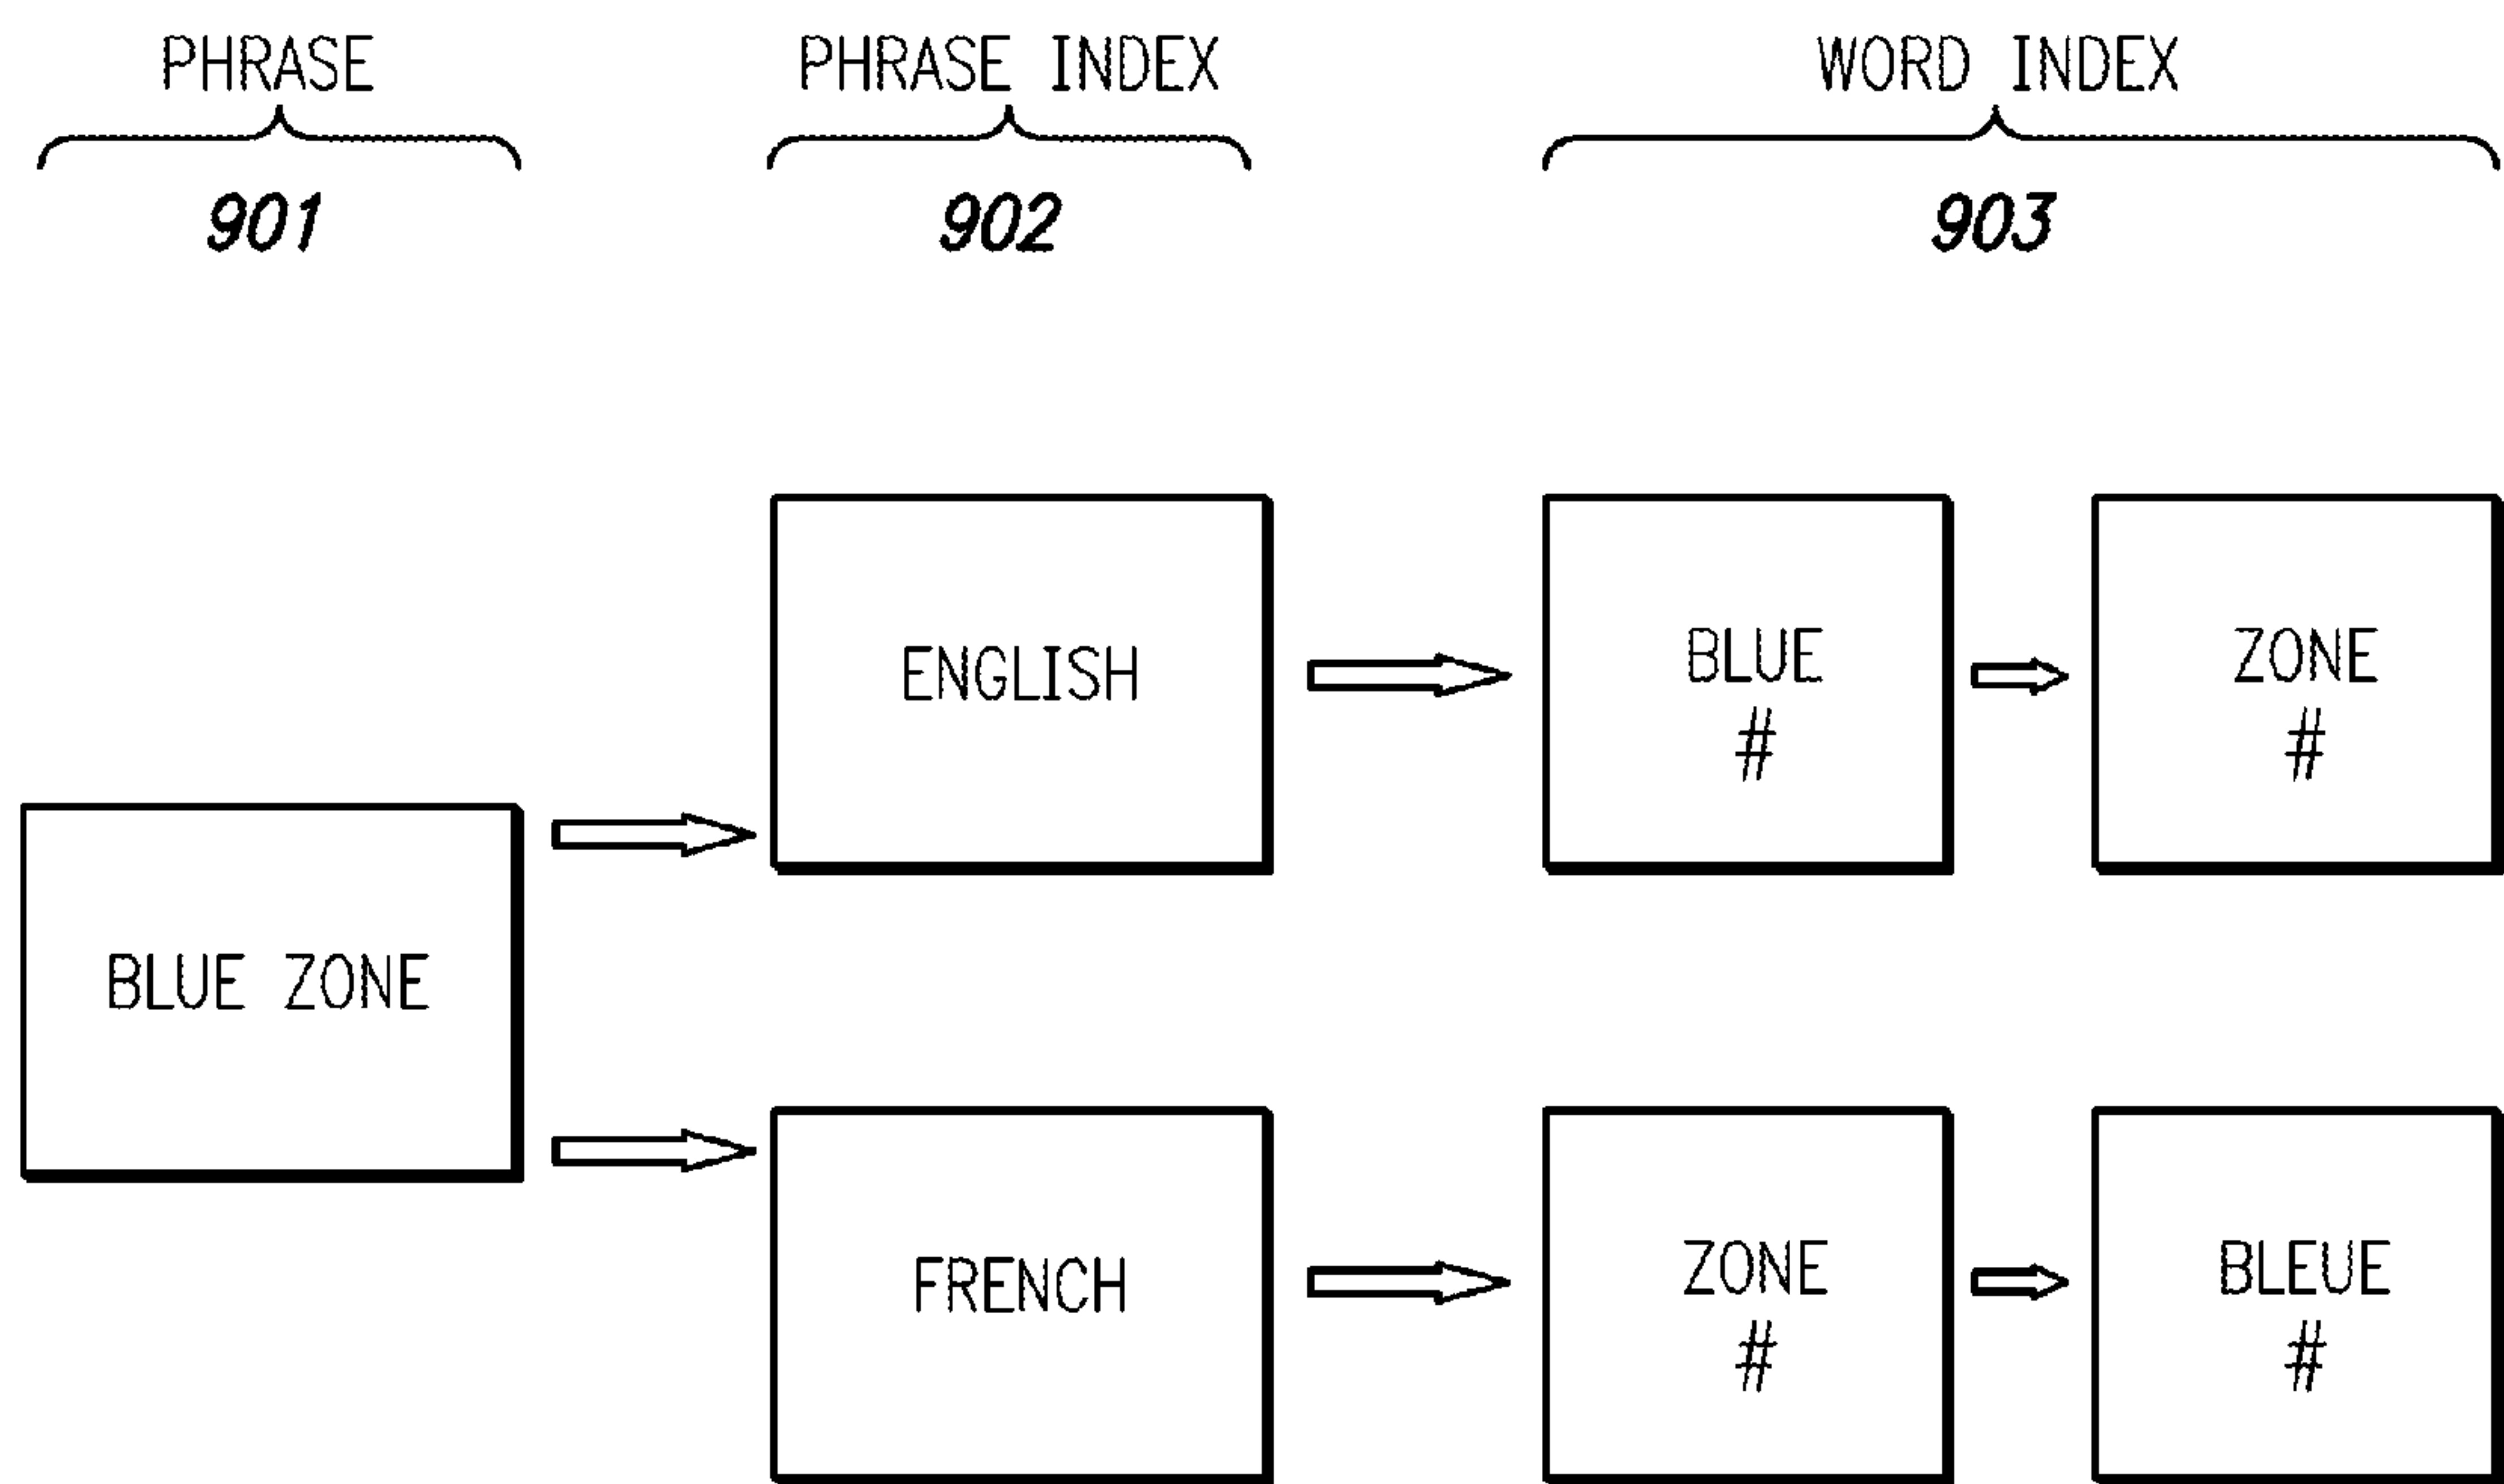 PHRASE
PHRASE INDEX
WORD INDEX
901
902
903
ENGLISH
BLUE
#
ZONE
#
BLUE ZONE
FRENCH
ZONE
#
BLEUE
#